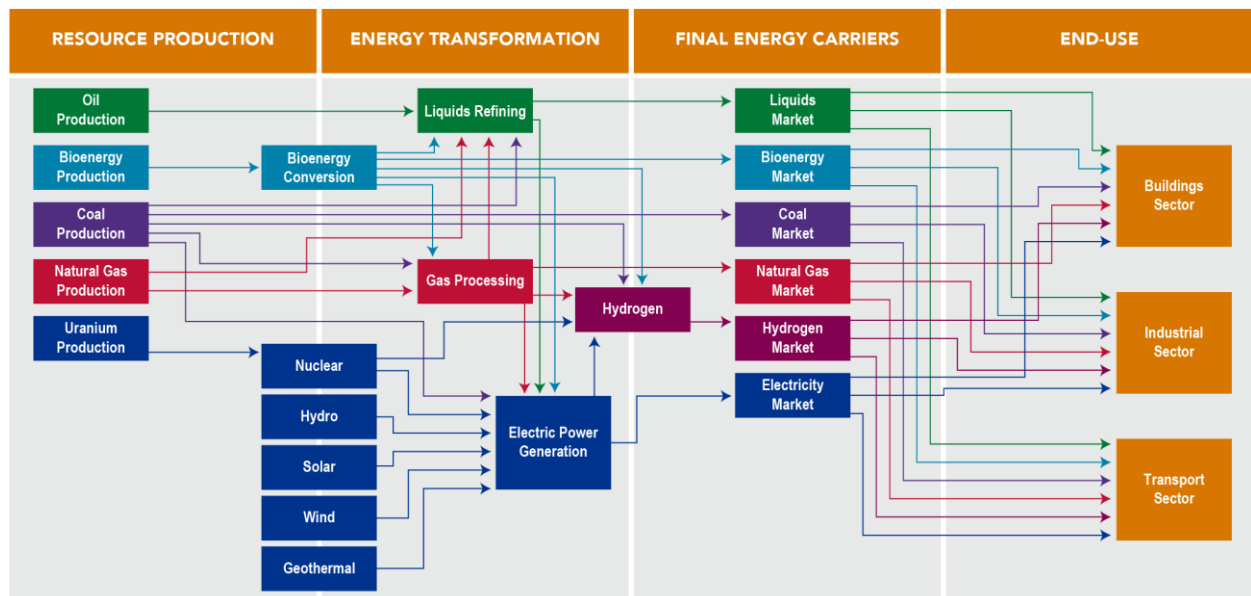 RESOURCE PRODUCTION
ENERGY TRANSFORMATION
FINAL ENERGY CARRIERS
END-USE
Oil
Production
Bioenergy
Production
Coal
Production
Natural Gas
Production
Uranium
Production
Liquids Refining
Bioenergy
Conversion
Gas Processing
Hydrogen
Nuclear
Hydro
Solar
Wind
Geothermal
Electric Power
Generation
Liquids
Market
Bioenergy
Market
Coal
Market
Natural Gas
Market
Hydrogen
Market
Electricity
Market
Buildings
Sector
Industrial
Sector
Transport
Sector